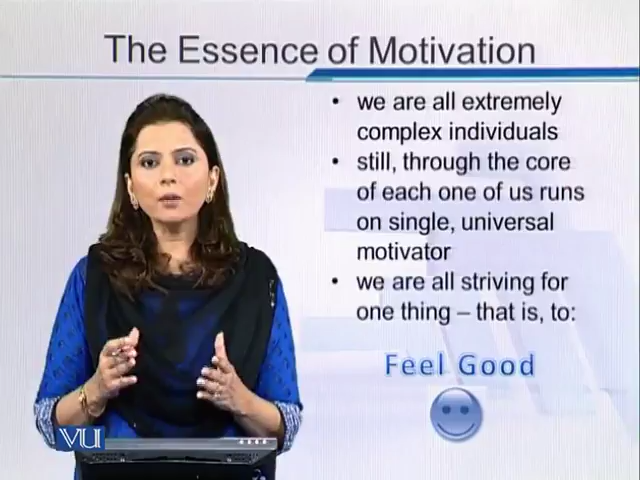 The Essence of Motivation
• we are all extremely
complex individuals
• still, through the core
of each one of us runs
on single, universal
motivator
• we are all striving for
one thing – that is, to:
Feel Good
VU